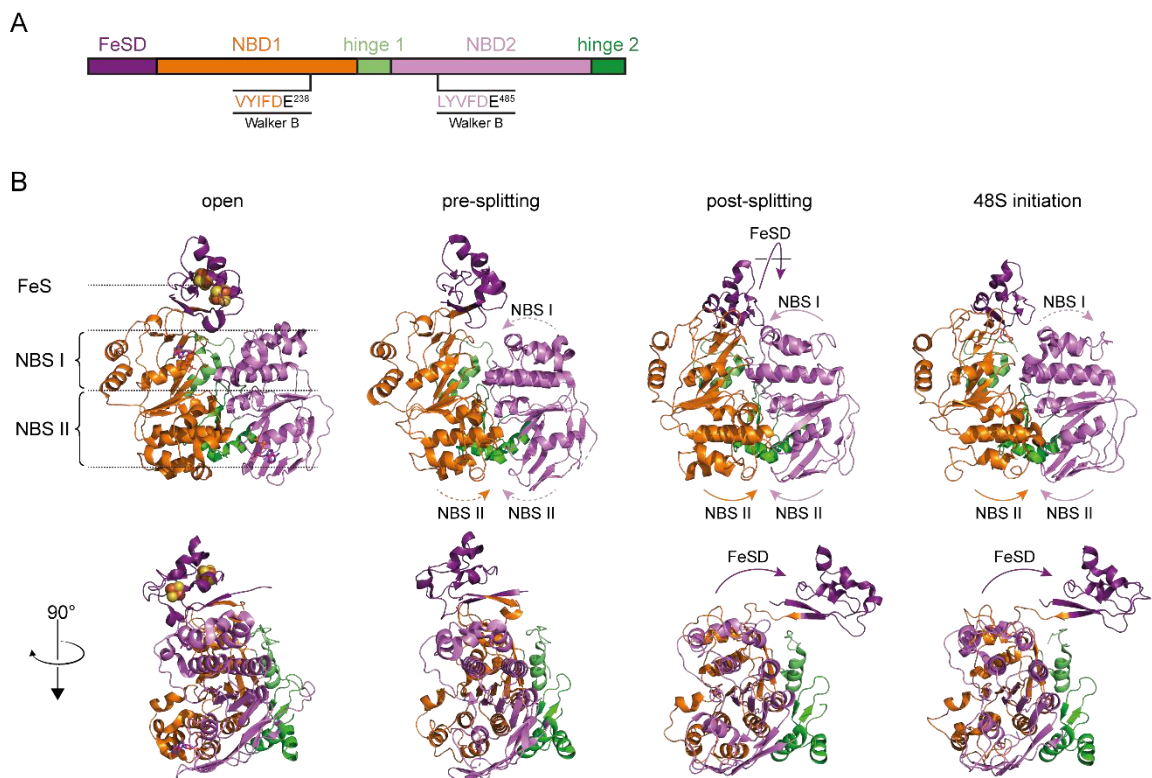 A
FeSD NBD1 hinge 1 NBD2 hinge 2
VYIFDE238 LYVFDE485
Walker B Walker B
B
open pre-splitting post-splitting 48S initiation
FeSD
FeS
NBS I NBS I NBS I
NBS I
NBS II
NBS II NBS II NBS II NBS II NBS II NBS II
FeSD FeSD
90°